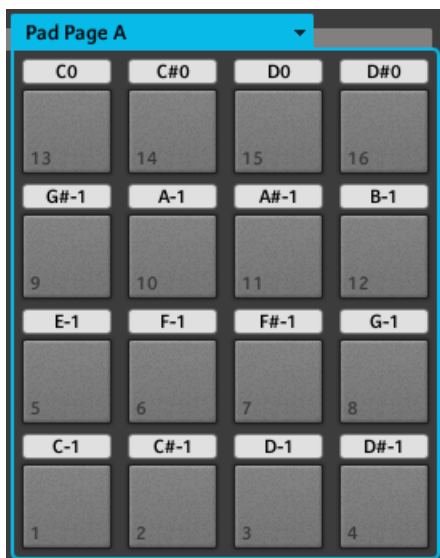 Pad Page A
C0 C#0 D0 D#0
13 14 15 16
G#-1 A-1 A#-1 B-1
9 10 11 12
E-1 F-1 F#-1 G-1
5 6 7 8
C-1 C#-1 D-1 D#-1
1 2 3 4